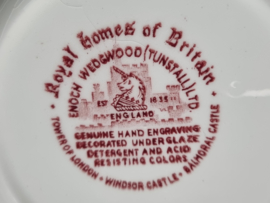 · Royal Homes of Britain ·
ENOCH WEDGWOOD (TUNSTALL) LTD.
EST 1835
ENGLAND
GENUINE HAND ENGRAVING
DECORATED UNDERGLAZE
DETERGENT AND ACID
RESISTING COLORS
TOWER OF LONDON · WINDSOR CASTLE · BALMORAL CASTLE